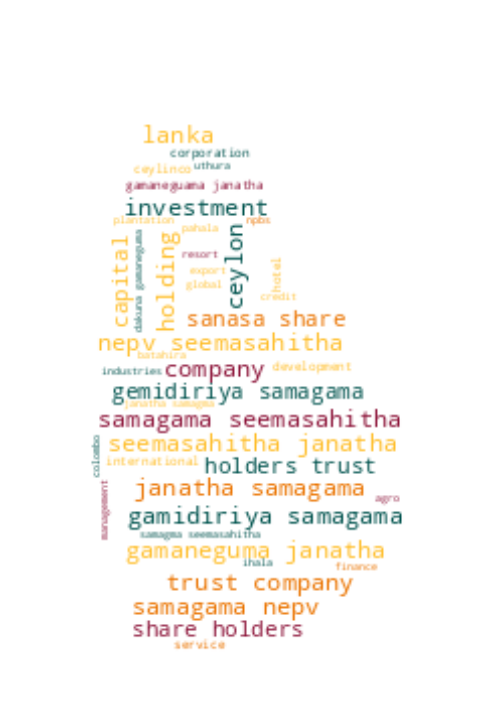 lanka
corporation
ceylinco uthura
gamaneguama janatha
investment
plantation npbs
pahala
capital
dakuna gamaneguma
holding
ceylon
resort
export
hotel
global
credit
sanasa share
nepv seemasahitha
batahira
industries company development
gemidiriya samagama
janatha samagma
samagama seemasahitha
colombo
seemasahitha janatha
international holders trust
management
janatha samagama
agro
gamidiriya samagama
samagma seemasahitha
gamaneguma janatha
ihala
finance
trust company
samagama nepv
share holders
service